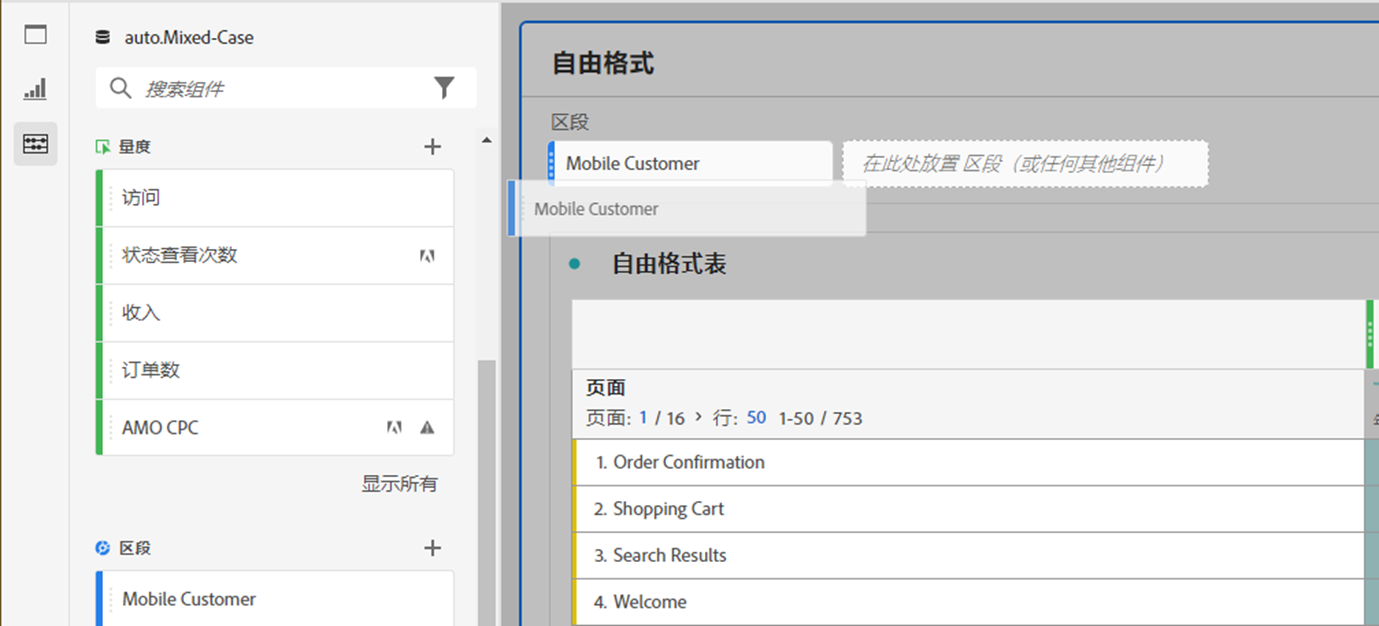 auto.Mixed-Case
搜索组件
量度
访问
状态查看次数
收入
订单数
AMO CPC
显示所有
区段
Mobile Customer
自由格式
区段
Mobile Customer
在此处放置 区段（或任何其他组件）
Mobile Customer
自由格式表
页面
页面: 1 / 16 > 行: 50 1-50 / 753
1. Order Confirmation
2. Shopping Cart
3. Search Results
4. Welcome